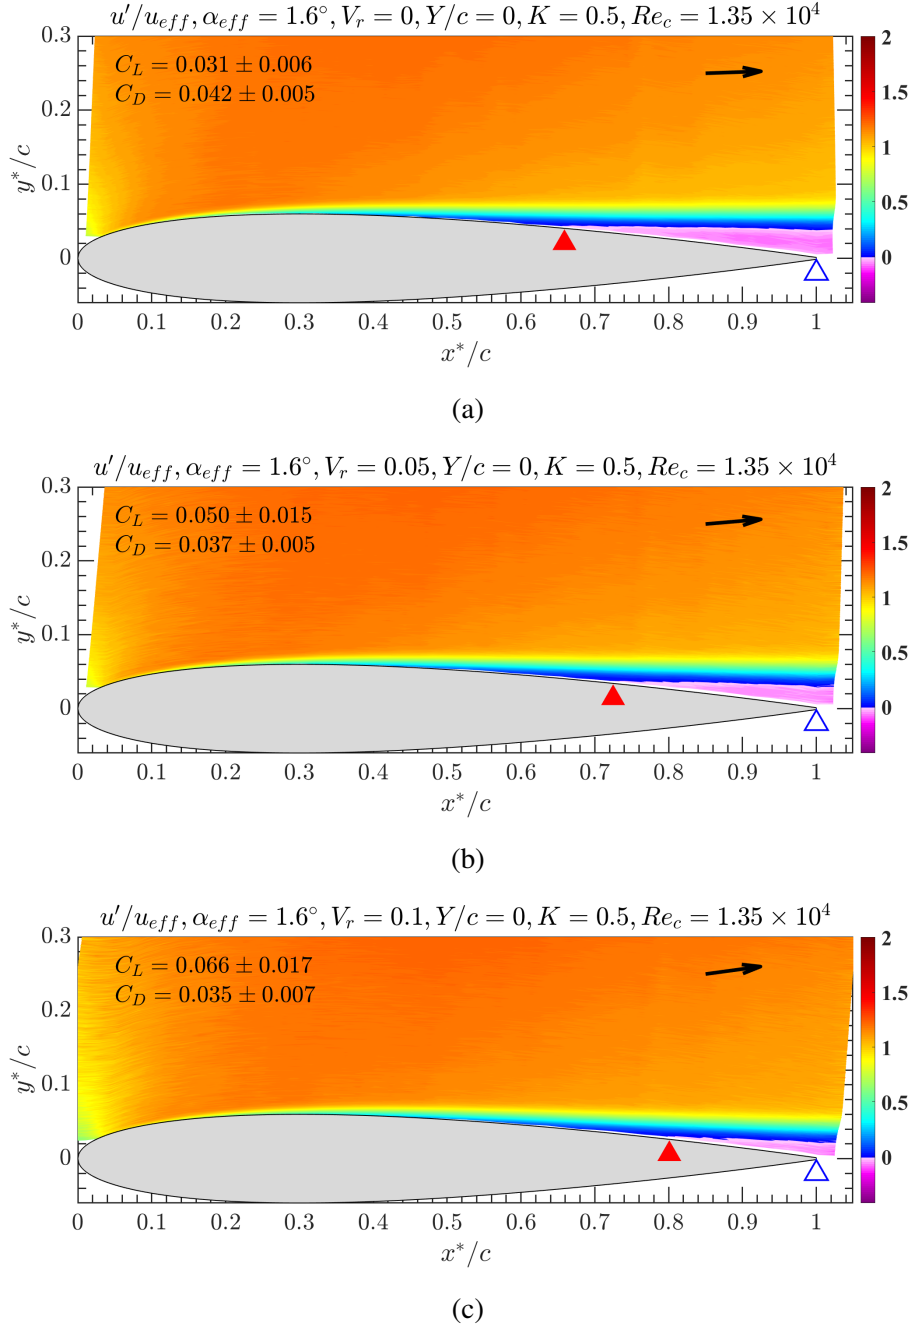 u′/u_eff, α_eff = 1.6°, V_r = 0, Y/c = 0, K = 0.5, Re_c = 1.35 × 10⁴
C_L = 0.031 ± 0.006
C_D = 0.042 ± 0.005
y*/c
0.3
0.2
0.1
0
2
1.5
1
0.5
0
0 0.1 0.2 0.3 0.4 0.5 0.6 0.7 0.8 0.9 1
x*/c
(a)
u′/u_eff, α_eff = 1.6°, V_r = 0.05, Y/c = 0, K = 0.5, Re_c = 1.35 × 10⁴
C_L = 0.050 ± 0.015
C_D = 0.037 ± 0.005
y*/c
0.3
0.2
0.1
0
2
1.5
1
0.5
0
0 0.1 0.2 0.3 0.4 0.5 0.6 0.7 0.8 0.9 1
x*/c
(b)
u′/u_eff, α_eff = 1.6°, V_r = 0.1, Y/c = 0, K = 0.5, Re_c = 1.35 × 10⁴
C_L = 0.066 ± 0.017
C_D = 0.035 ± 0.007
y*/c
0.3
0.2
0.1
0
2
1.5
1
0.5
0
0 0.1 0.2 0.3 0.4 0.5 0.6 0.7 0.8 0.9 1
x*/c
(c)